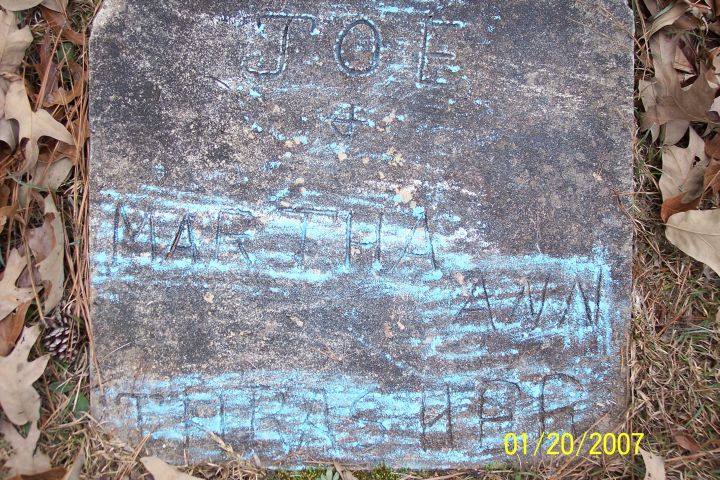 JOE
&
MARTHA
ANN
01/20/2007